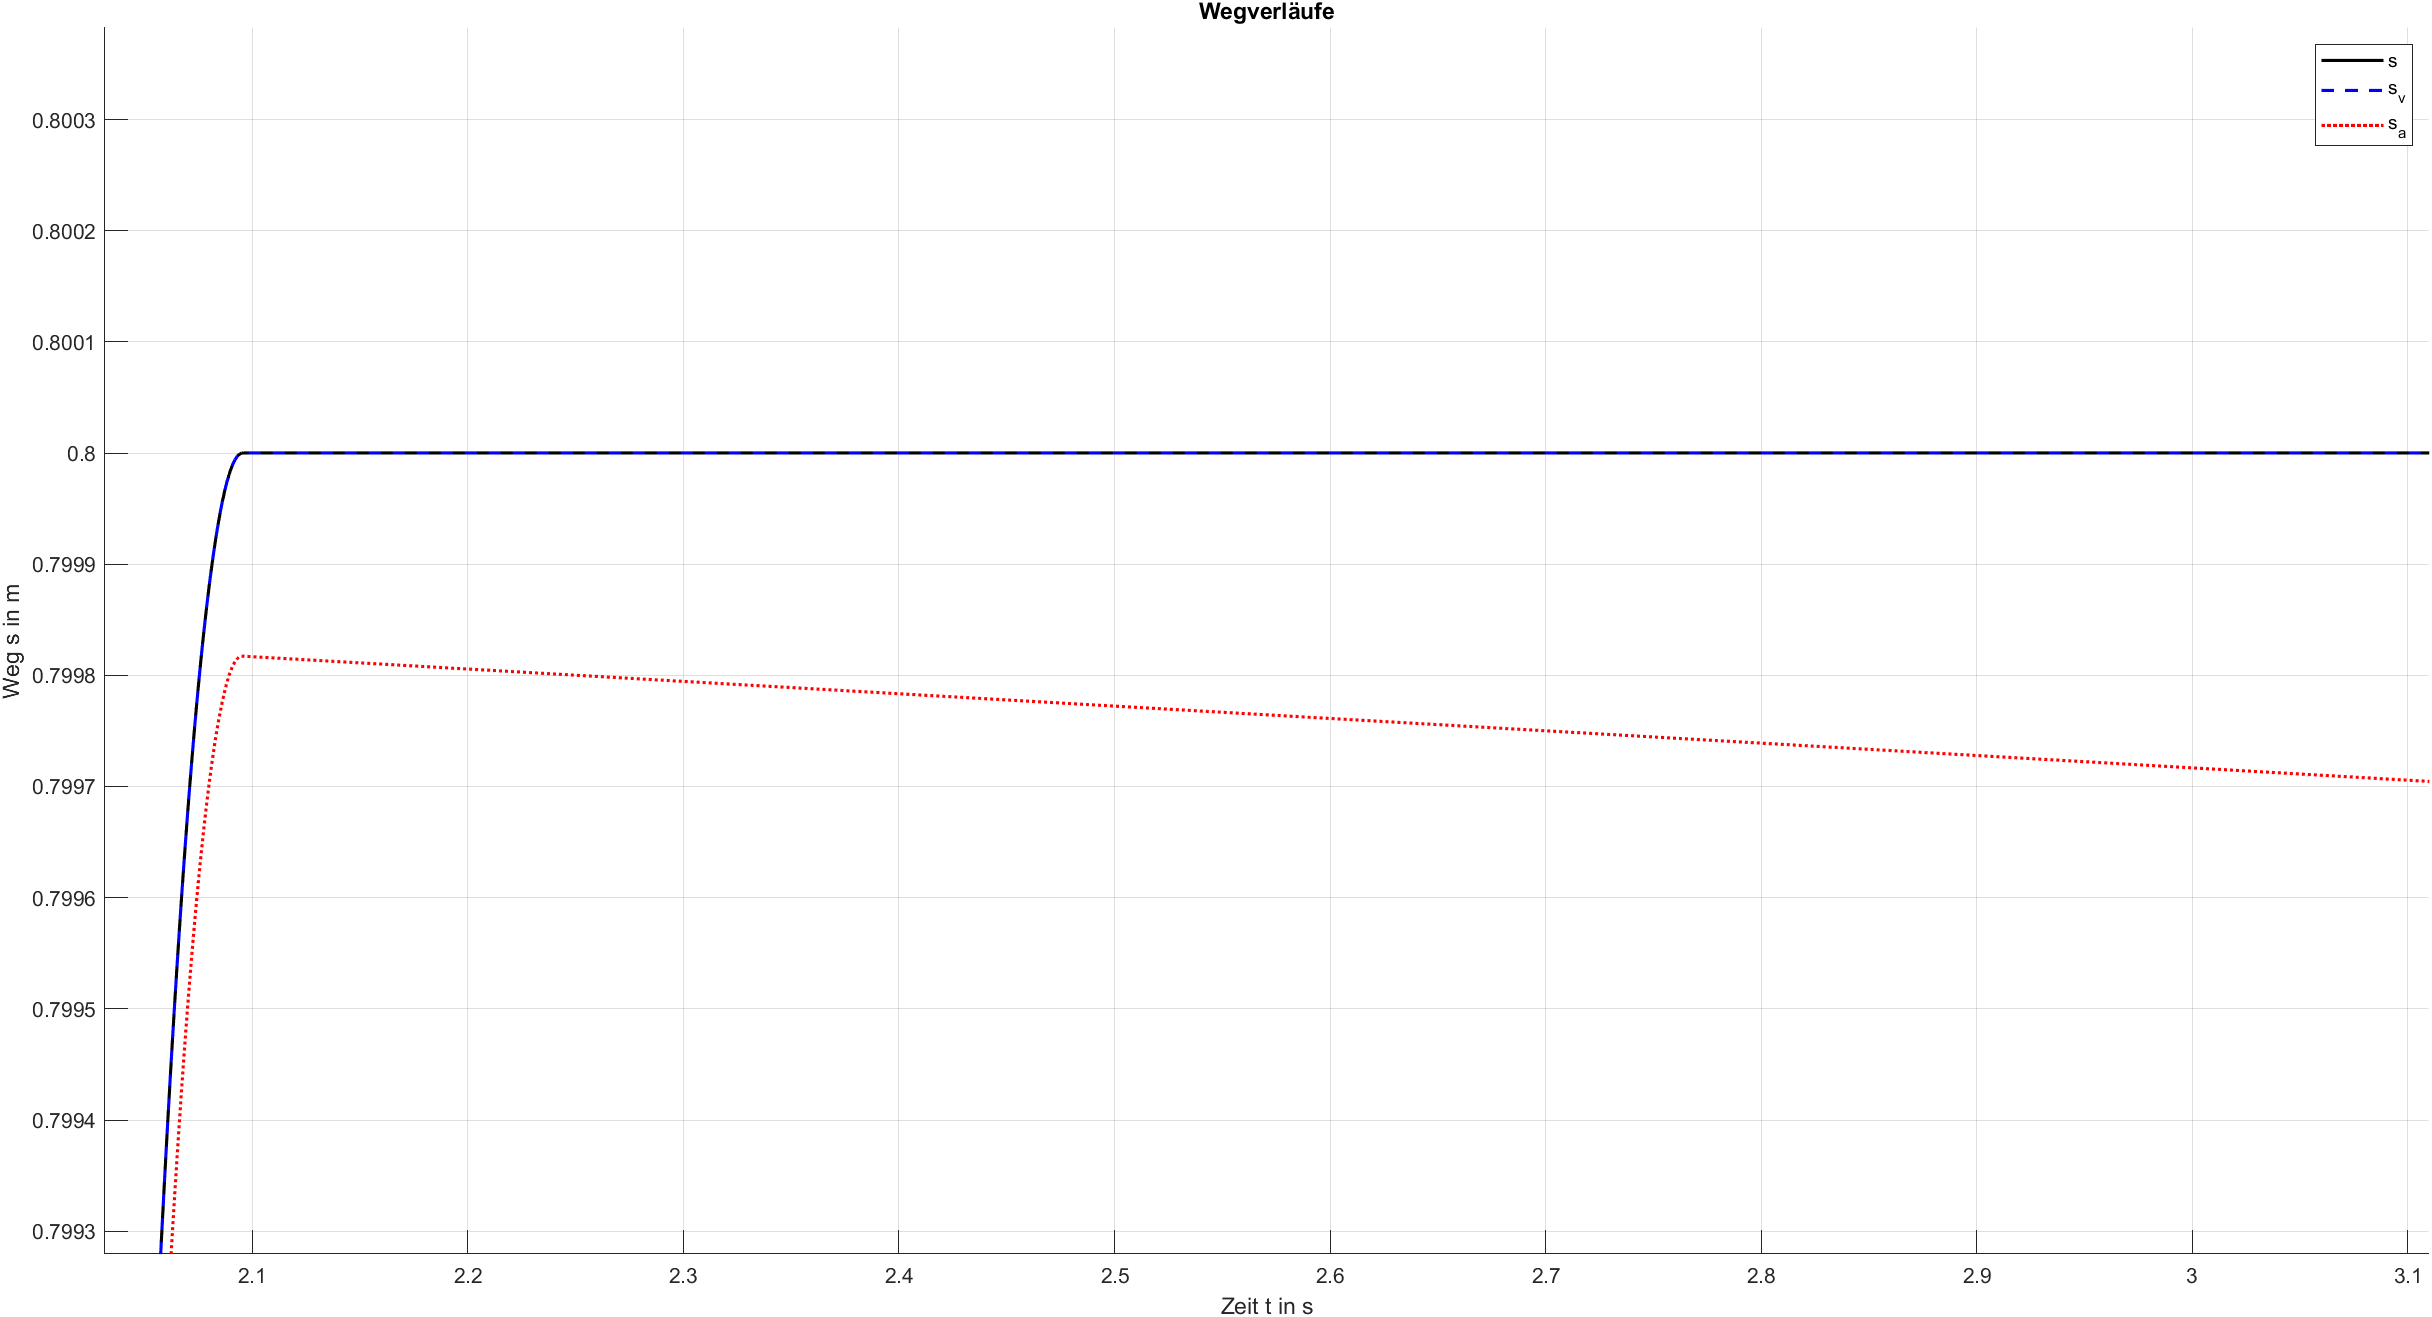 Wegverläufe
s
s_v
s_a
0.8003
0.8002
0.8001
0.8
0.7999
0.7998
0.7997
0.7996
0.7995
0.7994
0.7993
Weg s in m
2.1 2.2 2.3 2.4 2.5 2.6 2.7 2.8 2.9 3 3.1
Zeit t in s